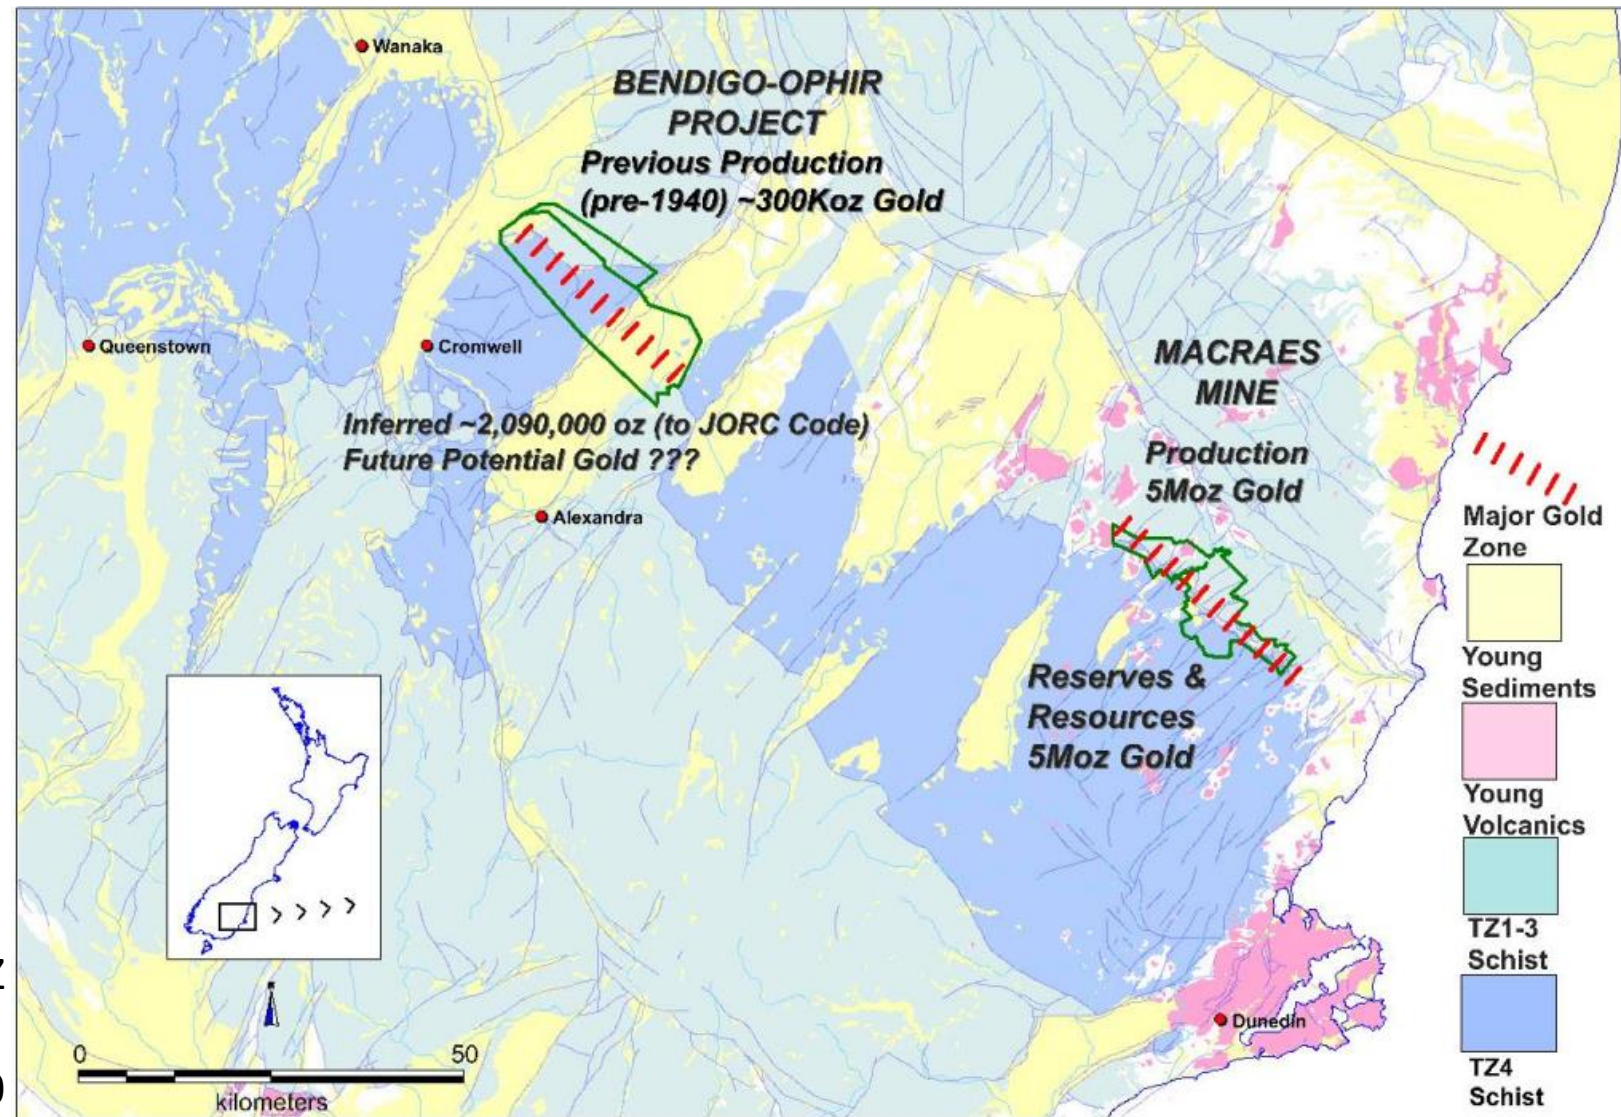 Wanaka
BENDIGO-OPHIR
PROJECT
Previous Production
(pre-1940) ~300Koz Gold
Queenstown
Cromwell
Inferred ~2,090,000 oz (to JORC Code)
Future Potential Gold ???
Alexandra
MACRAES
MINE
Production
5Moz Gold
Reserves &
Resources
5Moz Gold
Dunedin
Major Gold
Zone
Young
Sediments
Young
Volcanics
TZ1-3
Schist
TZ4
Schist
0
50
kilometers